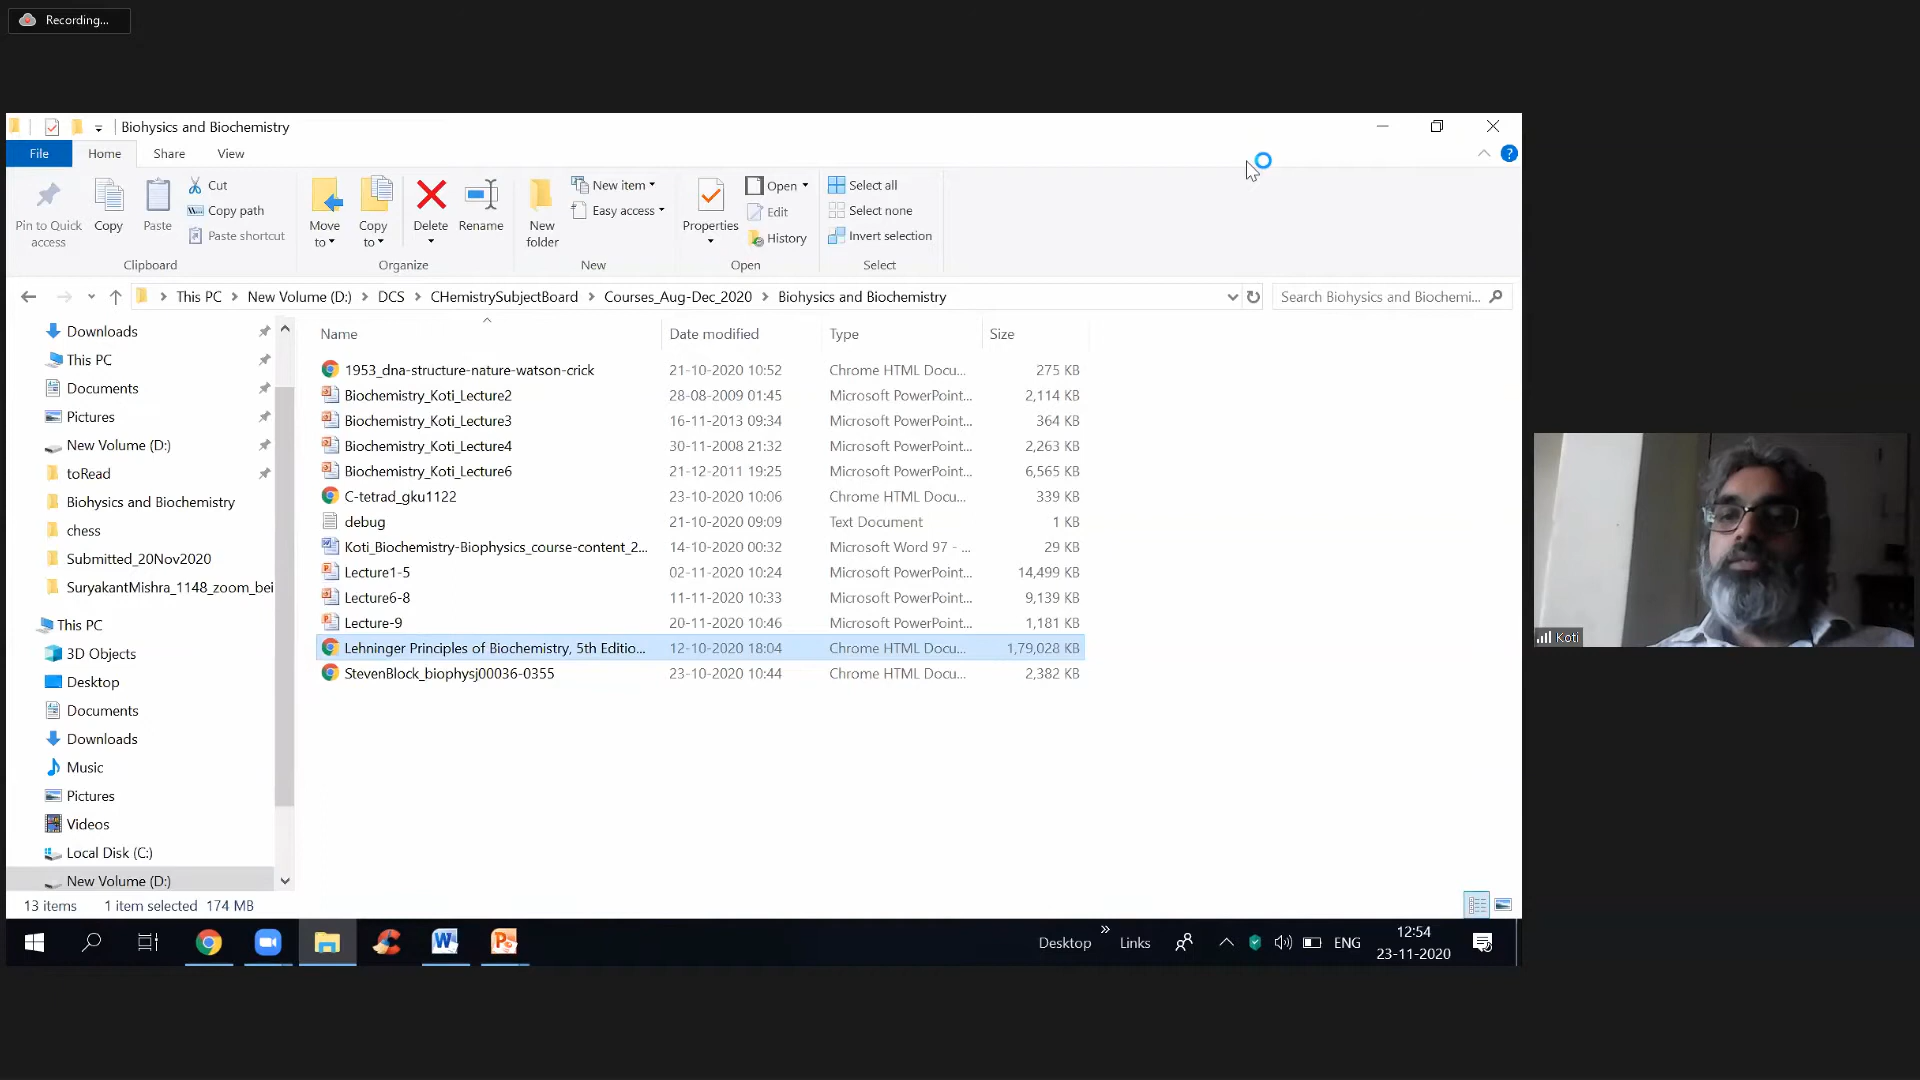 Recording...
Biohysics and Biochemistry
File Home Share View
Pin to Quick access
Copy
Paste
Cut
Copy path
Paste shortcut
Clipboard
Move to
Copy to
Delete
Rename
Organize
New folder
New item
Easy access
New
Properties
Open
Edit
History
Open
Select all
Select none
Invert selection
Select
This PC New Volume (D:) DCS CHemistrySubjectBoard Courses_Aug-Dec_2020 Biohysics and Biochemistry
Search Biohysics and Biochemi...
Downloads
This PC
Documents
Pictures
New Volume (D:)
toRead
Biohysics and Biochemistry
chess
Submitted_20Nov2020
SuryakantMishra_1148_zoom_bei
This PC
3D Objects
Desktop
Documents
Downloads
Music
Pictures
Videos
Local Disk (C:)
New Volume (D:)
Name Date modified Type Size
1953_dna-structure-nature-watson-crick 21-10-2020 10:52 Chrome HTML Docu... 275 KB
Biochemistry_Koti_Lecture2 28-08-2009 01:45 Microsoft PowerPoint... 2,114 KB
Biochemistry_Koti_Lecture3 16-11-2013 09:34 Microsoft PowerPoint... 364 KB
Biochemistry_Koti_Lecture4 30-11-2008 21:32 Microsoft PowerPoint... 2,263 KB
Biochemistry_Koti_Lecture6 21-12-2011 19:25 Microsoft PowerPoint... 6,565 KB
C-tetrad_gku1122 23-10-2020 10:06 Chrome HTML Docu... 339 KB
debug 21-10-2020 09:09 Text Document 1 KB
Koti_Biochemistry-Biophysics_course-content_2... 14-10-2020 00:32 Microsoft Word 97 - ... 29 KB
Lecture1-5 02-11-2020 10:24 Microsoft PowerPoint... 14,499 KB
Lecture6-8 11-11-2020 10:33 Microsoft PowerPoint... 9,139 KB
Lecture-9 20-11-2020 10:46 Microsoft PowerPoint... 1,181 KB
Lehninger Principles of Biochemistry, 5th Editio... 12-10-2020 18:04 Chrome HTML Docu... 1,79,028 KB
StevenBlock_biophysj00036-0355 23-10-2020 10:44 Chrome HTML Docu... 2,382 KB
Koti
13 items 1 item selected 174 MB
Desktop Links ENG
12:54
23-11-2020